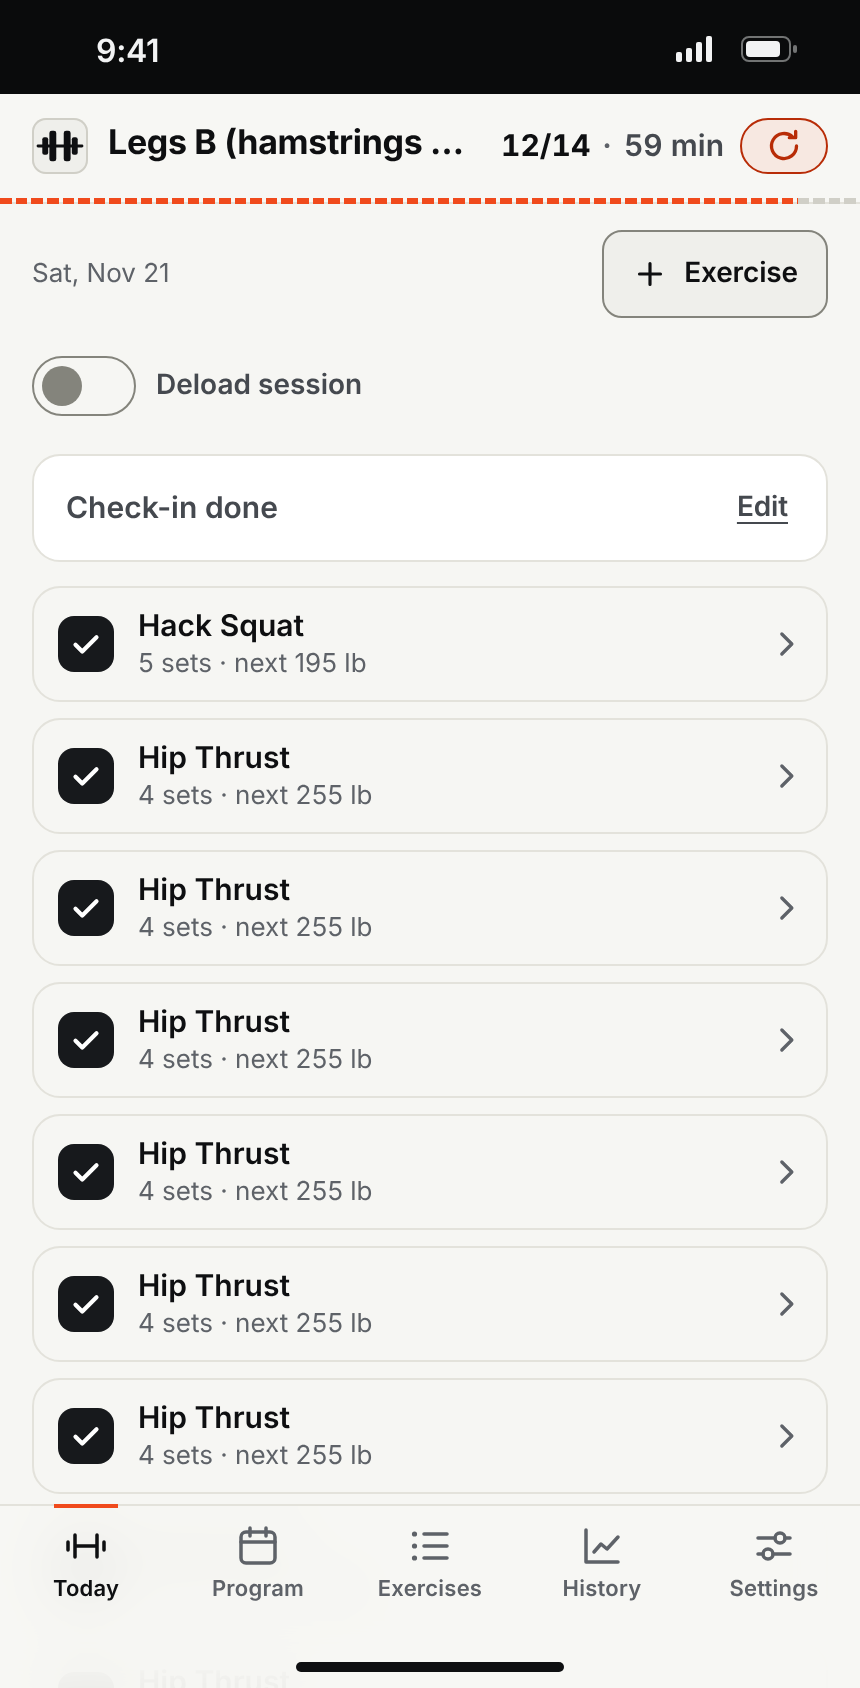 9:41
Legs B (hamstrings ... 12/14 · 59 min
Sat, Nov 21
Exercise
Deload session
Check-in done
Edit
Hack Squat
5 sets · next 195 lb
Hip Thrust
4 sets · next 255 lb
Hip Thrust
4 sets · next 255 lb
Hip Thrust
4 sets · next 255 lb
Hip Thrust
4 sets · next 255 lb
Hip Thrust
4 sets · next 255 lb
Hip Thrust
4 sets · next 255 lb
Today
Program
Exercises
History
Settings
Hip Thrust